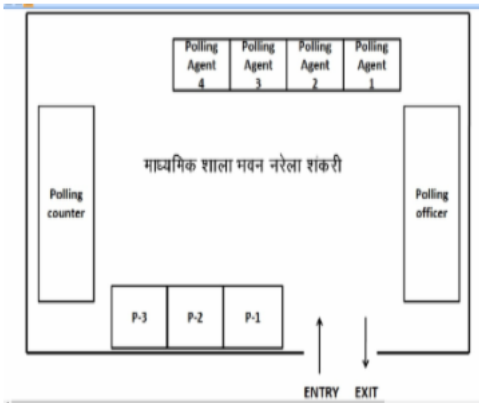 Polling Agent 4
Polling Agent 3
Polling Agent 2
Polling Agent 1
माध्यमिक शाला भवन नरेला शंकरी
Polling counter
Polling officer
P-3
P-2
P-1
ENTRY
EXIT